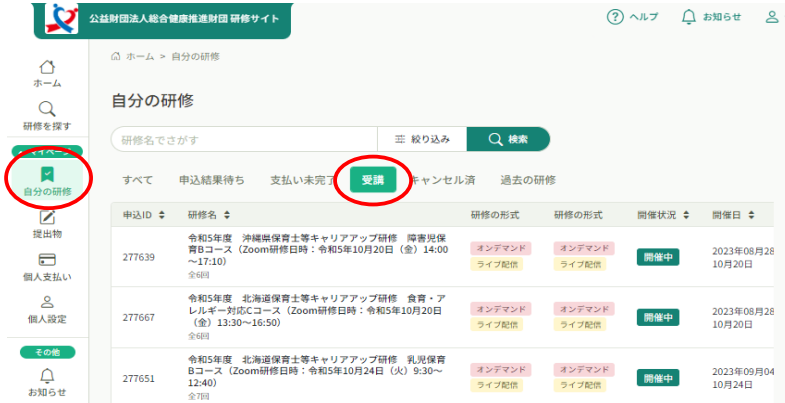 公益財団法人総合健康推進財団 研修サイト
ヘルプ
お知らせ
ホーム > 自分の研修
ホーム
研修を探す
マイページ
自分の研修
提出物
個人支払い
個人設定
その他
お知らせ
自分の研修
研修名でさがす
絞り込み
検索
すべて 申込結果待ち 支払い未完了 受講 キャンセル済 過去の研修
申込ID 研修名 研修の形式 研修の形式 開催状況 開催日
277639
令和5年度 沖縄県保育士等キャリアアップ研修 障害児保
育Bコース（Zoom研修日時：令和5年10月20日（金）14:00
～17:10）
全6回
オンデマンド オンデマンド
ライブ配信 ライブ配信
開催中
2023年08月28
10月20日
277667
令和5年度 北海道保育士等キャリアアップ研修 食育・ア
レルギー対応Cコース（Zoom研修日時：令和5年10月20日
（金）13:30～16:50）
全6回
オンデマンド オンデマンド
ライブ配信 ライブ配信
開催中
2023年08月28
10月20日
277651
令和5年度 北海道保育士等キャリアアップ研修 乳児保育
Bコース（Zoom研修日時：令和5年10月24日（火）9:30～
12:40）
全7回
オンデマンド オンデマンド
ライブ配信 ライブ配信
開催中
2023年09月04
10月24日